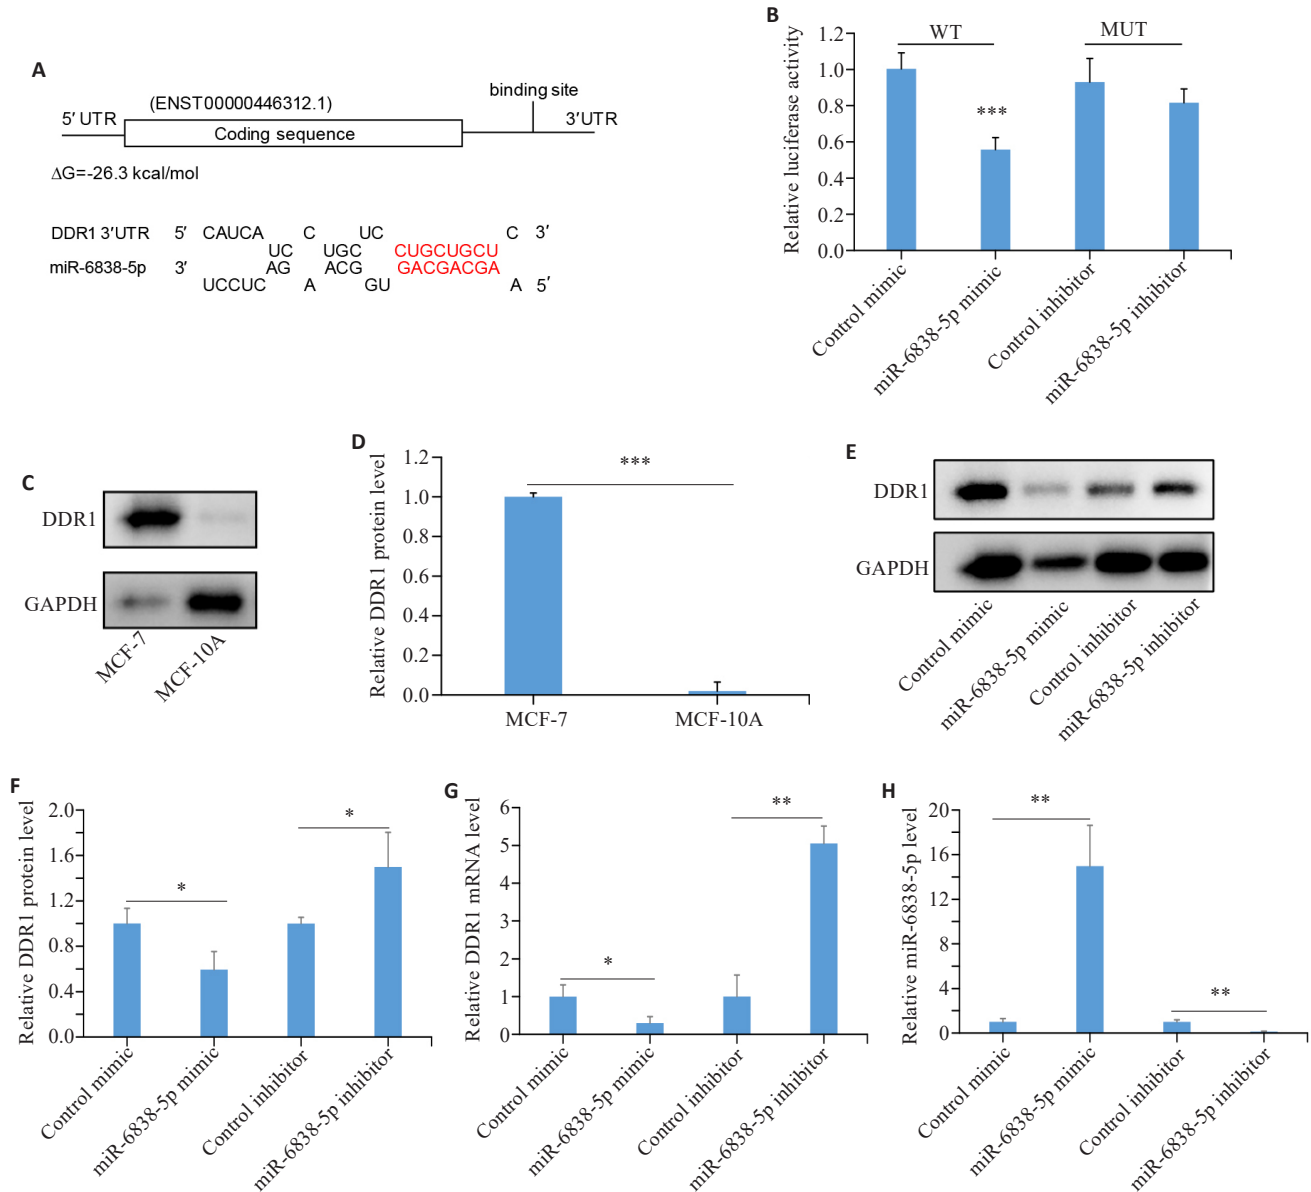 A
(ENST00000446312.1)
binding site
5′ UTR
Coding sequence
3′UTR
ΔG=-26.3 kcal/mol
DDR1 3′UTR 5′ CAUCA C UC C 3′
UC UGC CUGCUGCU
miR-6838-5p 3′ AG ACG GACGACGA
UCCUC A GU A 5′
B
Relative luciferase activity
1.2
1.0
0.8
0.6
0.4
0.2
0.0
WT
MUT
***
Control mimic
miR-6838-5p mimic
Control inhibitor
miR-6838-5p inhibitor
C
DDR1
GAPDH
MCF-7
MCF-10A
D
Relative DDR1 protein level
1.2
1.0
0.8
0.6
0.4
0.2
0.0
***
MCF-7
MCF-10A
E
DDR1
GAPDH
Control mimic
miR-6838-5p mimic
Control inhibitor
miR-6838-5p inhibitor
F
Relative DDR1 protein level
2.0
1.6
1.2
0.8
0.4
0.0
*
*
Control mimic
miR-6838-5p mimic
Control inhibitor
miR-6838-5p inhibitor
G
Relative DDR1 mRNA level
6
5
4
3
2
1
0
*
**
Control mimic
miR-6838-5p mimic
Control inhibitor
miR-6838-5p inhibitor
H
Relative miR-6838-5p level
20
16
12
8
4
0
**
**
Control mimic
miR-6838-5p mimic
Control inhibitor
miR-6838-5p inhibitor